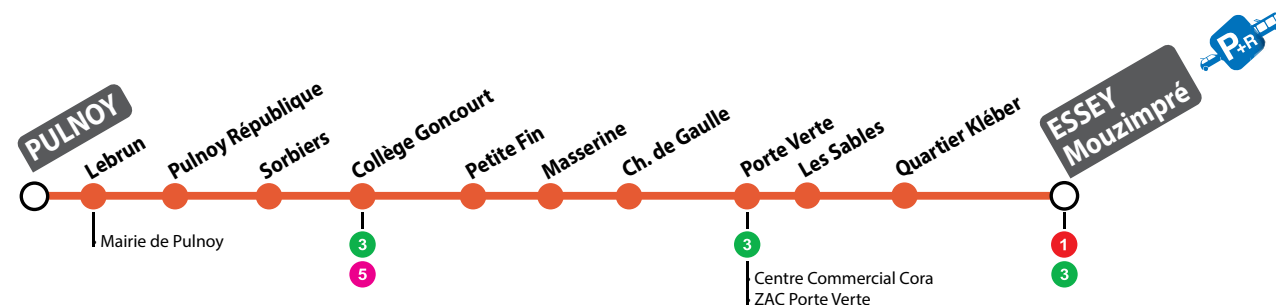 PULNOY
Lebrun
Pulnoy République
Sorbiers
Collège Goncourt
Petite Fin
Masserine
Ch. de Gaulle
Porte Verte
Les Sables
Quartier Kléber
ESSEY
Mouzimpré
P+R
Mairie de Pulnoy
3
5
3
Centre Commercial Cora
ZAC Porte Verte
1
3